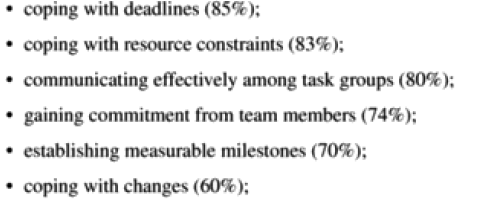 • coping with deadlines (85%);
• coping with resource constraints (83%);
• communicating effectively among task groups (80%);
• gaining commitment from team members (74%);
• establishing measurable milestones (70%);
• coping with changes (60%);